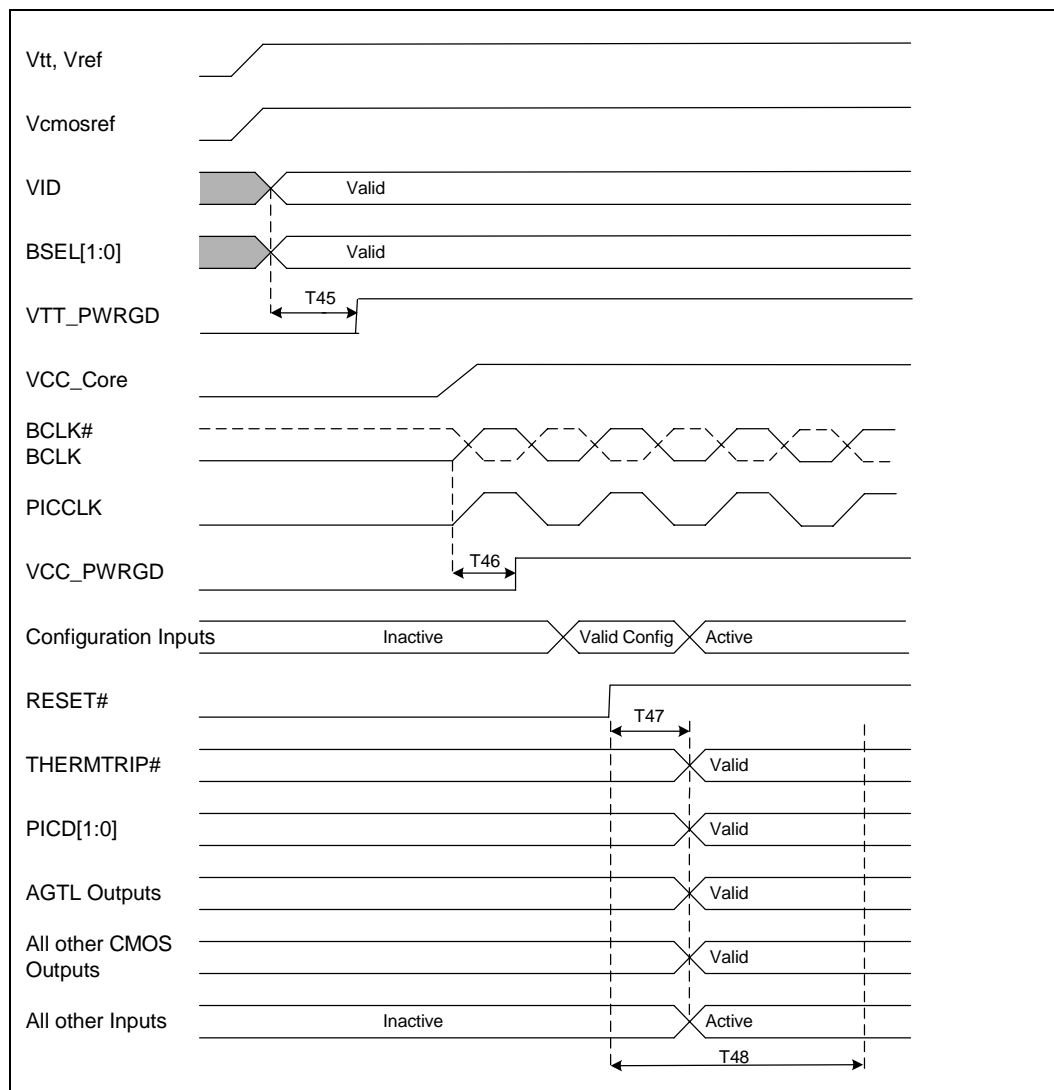 Vtt, Vref
Vcmosref
VID
Valid
BSEL[1:0]
Valid
T45
VTT_PWRGD
VCC_Core
BCLK#
BCLK
PICCLK
T46
VCC_PWRGD
Configuration Inputs
Inactive
Valid Config
Active
RESET#
T47
THERMTRIP#
Valid
PICD[1:0]
Valid
AGTL Outputs
Valid
All other CMOS
Outputs
Valid
All other Inputs
Inactive
Active
T48